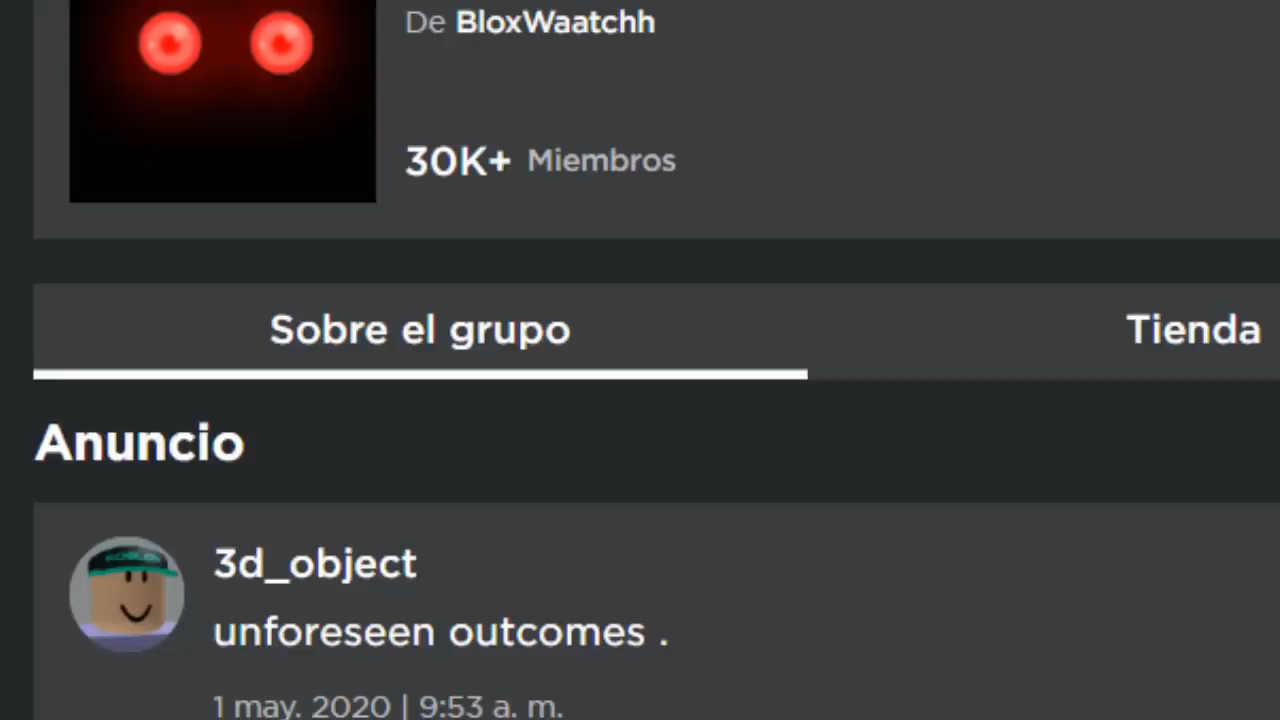 De BloxWaatchh
30K+ Miembros
Sobre el grupo
Tienda
Anuncio
3d_object
unforeseen outcomes .
1 may. 2020 | 9:53 a. m.